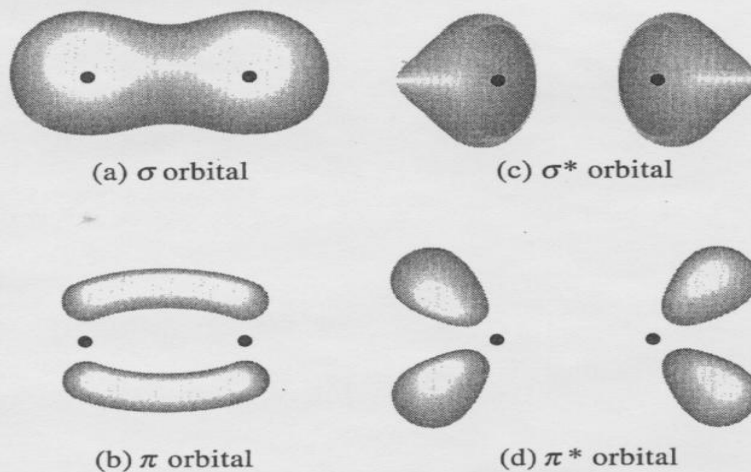 (a) σ orbital
(c) σ* orbital
(b) π orbital
(d) π* orbital